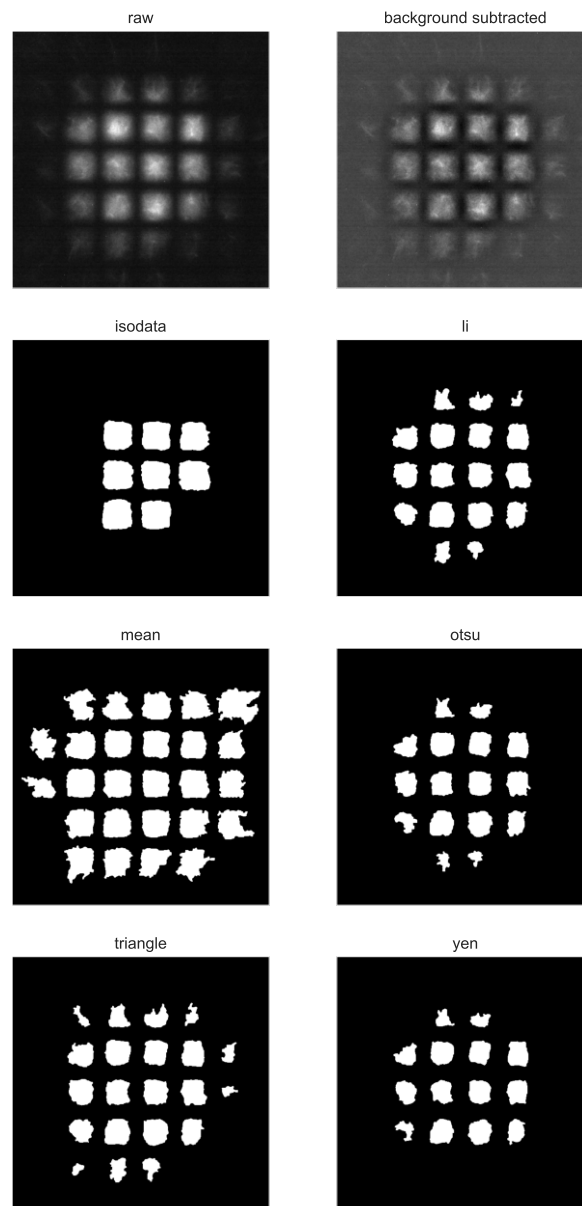 raw
background subtracted
isodata
li
mean
otsu
triangle
yen